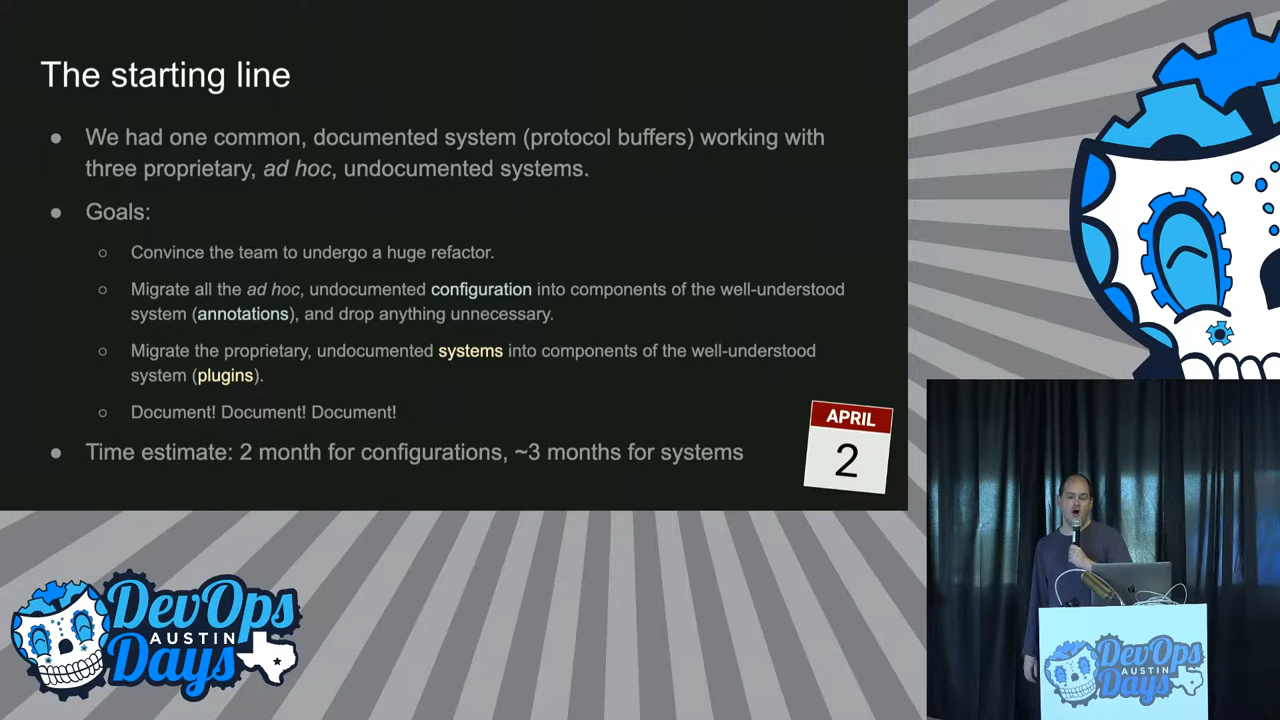 The starting line
● We had one common, documented system (protocol buffers) working with
three proprietary, ad hoc, undocumented systems.
● Goals:
○ Convince the team to undergo a huge refactor.
○ Migrate all the ad hoc, undocumented configuration into components of the well-understood
system (annotations), and drop anything unnecessary.
○ Migrate the proprietary, undocumented systems into components of the well-understood
system (plugins).
○ Document! Document! Document!
● Time estimate: 2 month for configurations, ~3 months for systems
APRIL
2
DevOps
AUSTIN
Days
DevOps
AUSTIN
Days